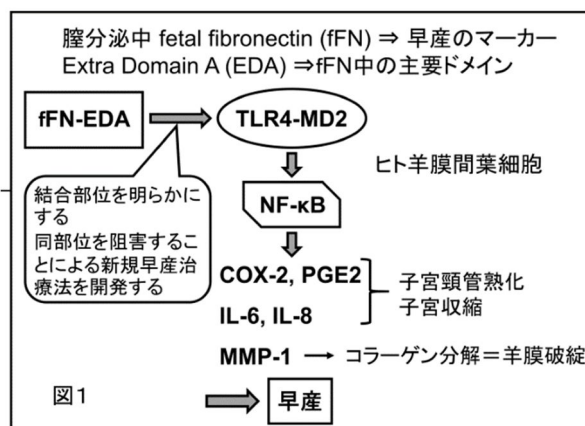 膣分泌中 fetal fibronectin (fFN) ⇒ 早産のマーカー
Extra Domain A (EDA) ⇒fFN中の主要ドメイン
fFN-EDA
TLR4-MD2
ヒト羊膜間葉細胞
結合部位を明らかに
する
同部位を阻害するこ
とによる新規早産治
療法を開発する
NF-κB
COX-2, PGE2
IL-6, IL-8
子宮頸管熟化
子宮収縮
MMP-1 → コラーゲン分解＝羊膜破綻
図1
早産